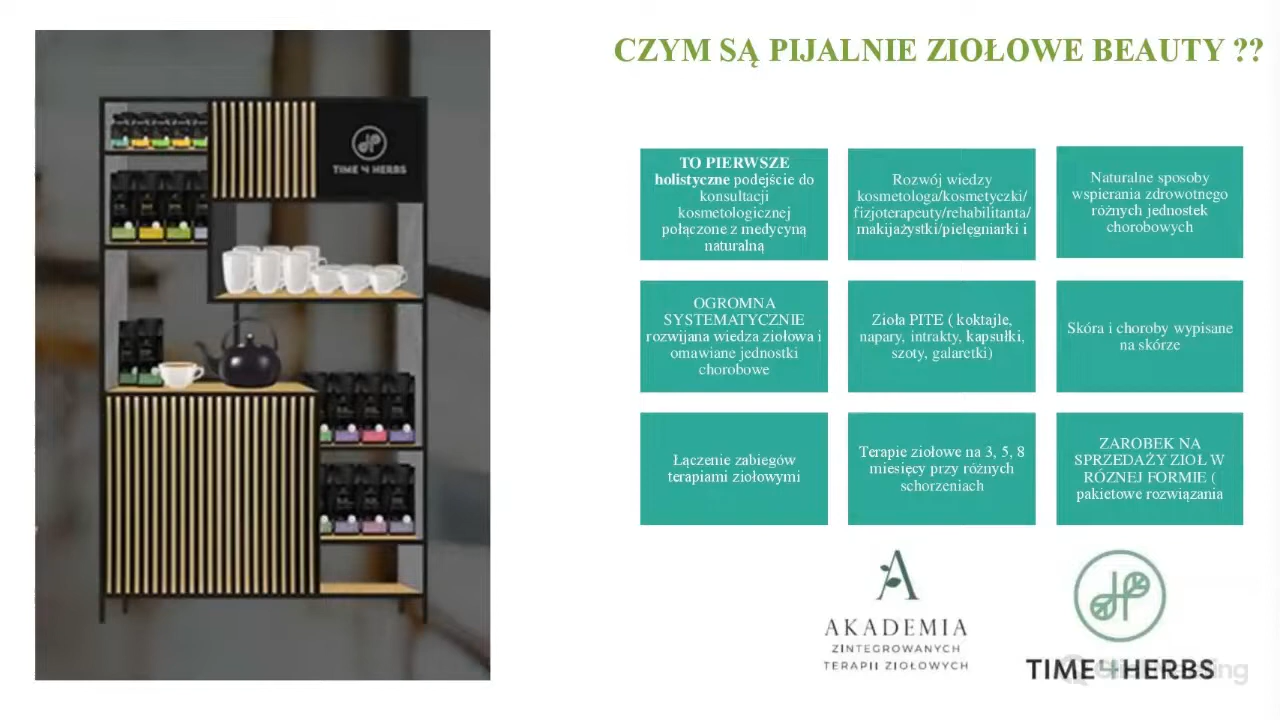 CZYM SĄ PIJALNIE ZIOŁOWE BEAUTY ??
TIME 4 HERBS
TO PIERWSZE
holistyczne podejście do
konsultacji
kosmetologicznej
połączone z medycyną
naturalną
Rozwój wiedzy
kosmetologa/kosmetyczki/
fizjoterapeuty/rehabilitanta/
makijażystki/pielęgniarki i
Naturalne sposoby
wspierania zdrowotnego
różnych jednostek
chorobowych
OGROMNA
SYSTEMATYCZNIE
rozwijana wiedza ziołowa i
omawiane jednostki
chorobowe
Zioła PITE ( koktajle,
napary, intrakty, kapsułki,
szoty, galaretki)
Skóra i choroby wypisane
na skórze
Łączenie zabiegów
terapiami ziołowymi
Terapie ziołowe na 3, 5, 8
miesięcy przy różnych
schorzeniach
ZAROBEK NA
SPRZEDAŻY ZIOŁ W
RÓZNEJ FORMIE (
pakietowe rozwiązania
AKADEMIA
ZINTEGROWANYCH
TERAPII ZIOŁOWYCH
TIME4HERBS